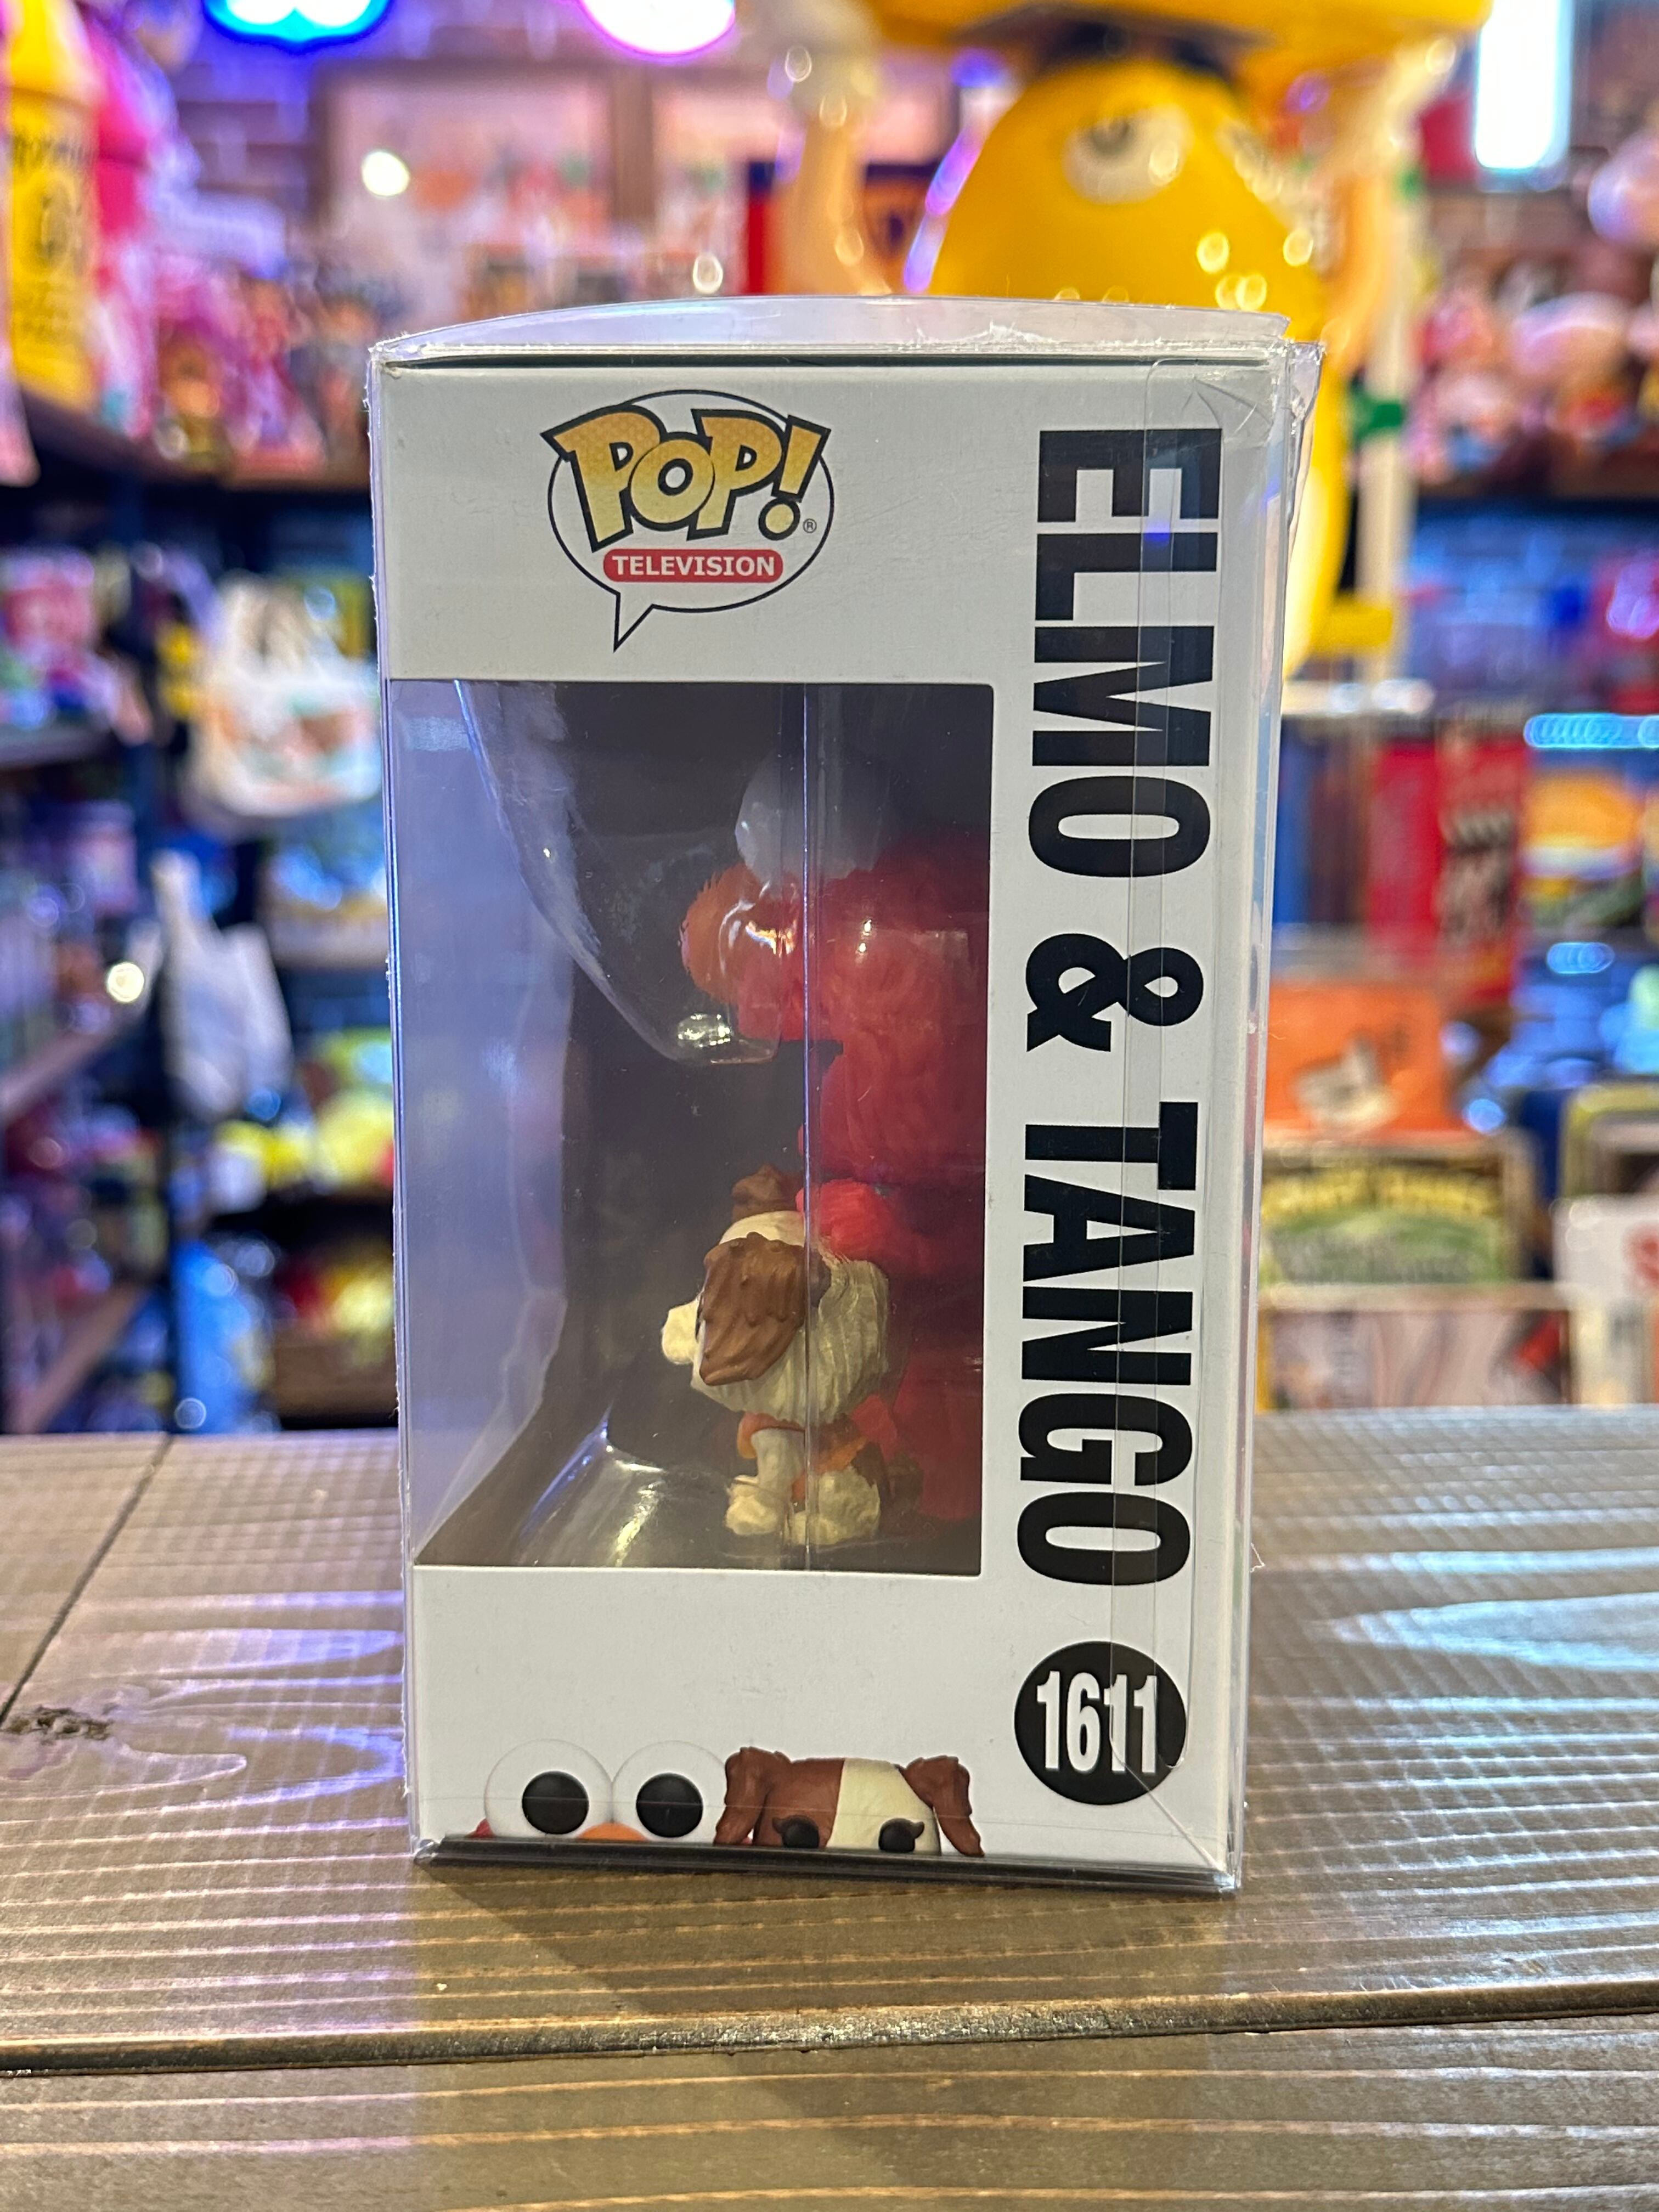 POP!®
TELEVISION
ELMO & TANGO
1611